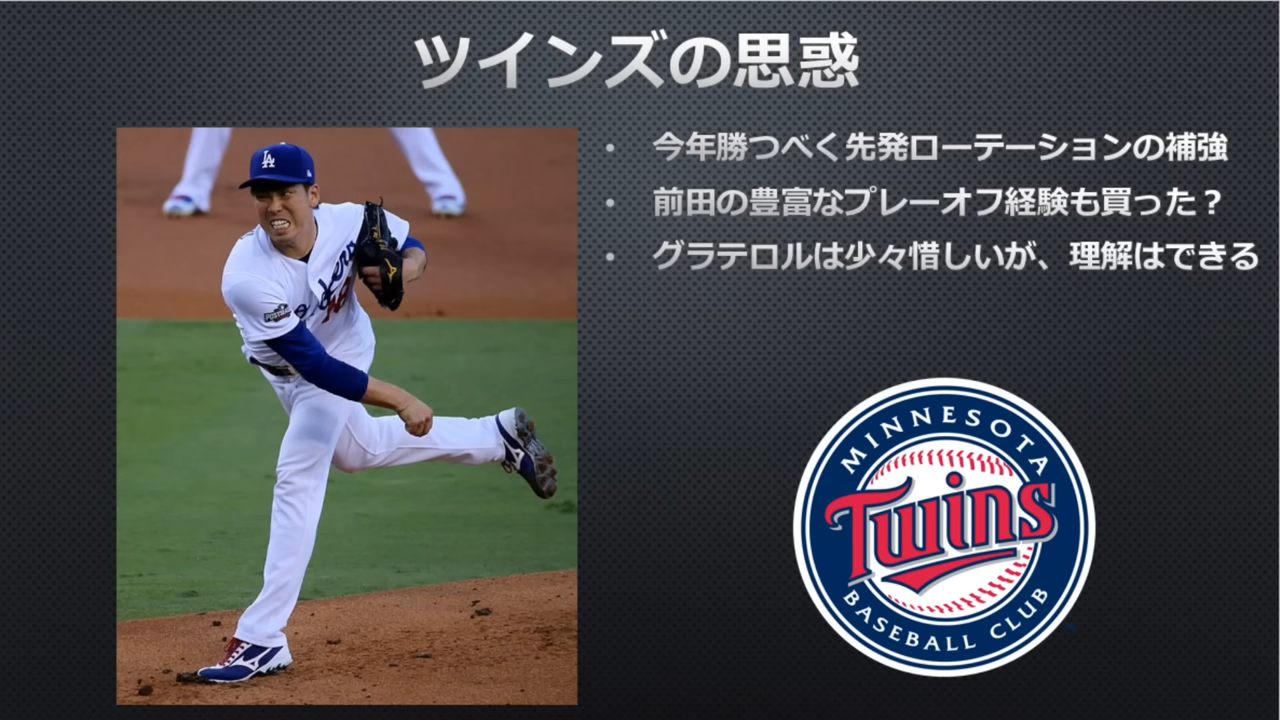 ツインズの思惑
• 今年勝つべく先発ローテーションの補強
• 前田の豊富なプレーオフ経験も買った？
• グラテロルは少々惜しいが、理解はできる
LA
MINNESOTA
Twins
BASEBALL CLUB